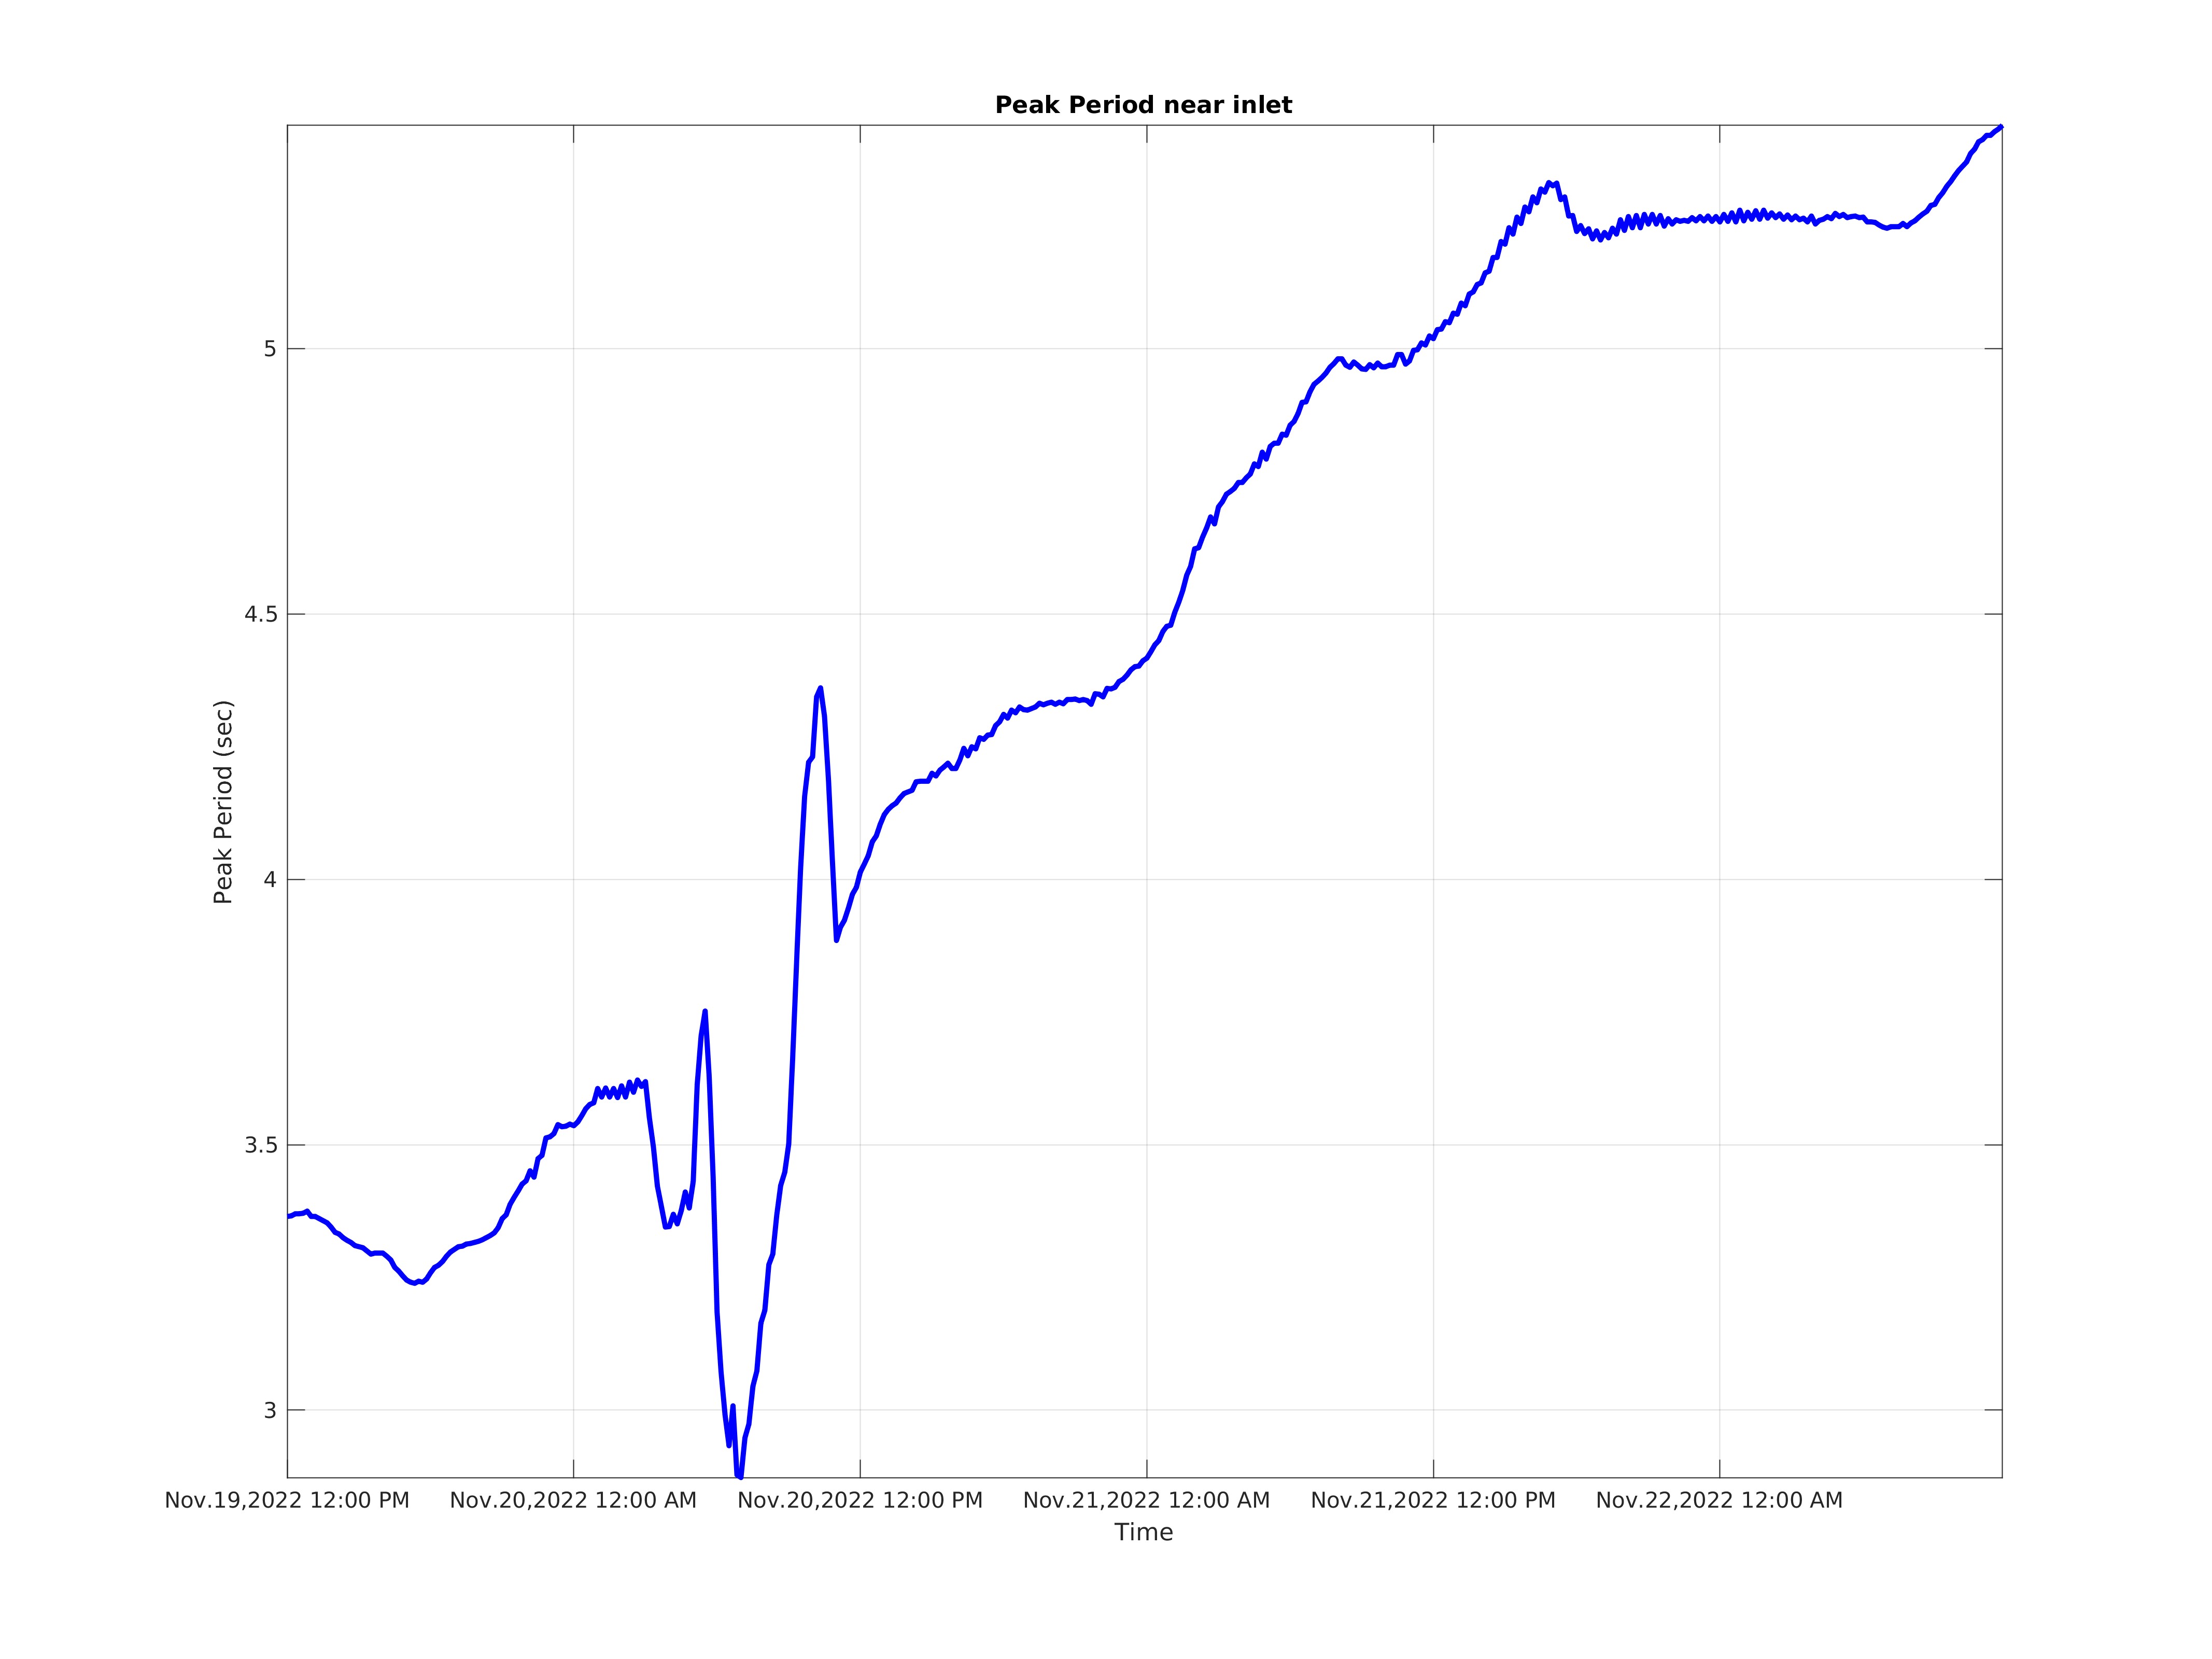 Peak Period near inlet
Peak Period (sec)
5
4.5
4
3.5
3
Nov.19,2022 12:00 PM
Nov.20,2022 12:00 AM
Nov.20,2022 12:00 PM
Nov.21,2022 12:00 AM
Nov.21,2022 12:00 PM
Nov.22,2022 12:00 AM
Time